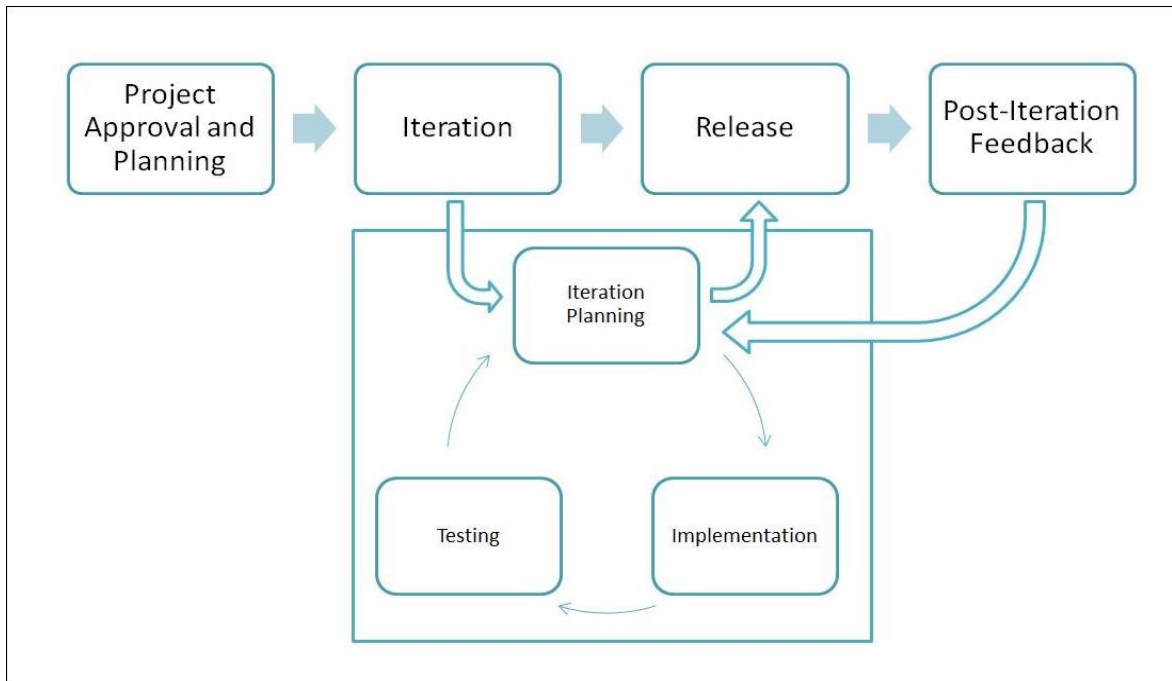 Project
Approval and
Planning
Iteration
Release
Post-Iteration
Feedback
Iteration
Planning
Testing
Implementation